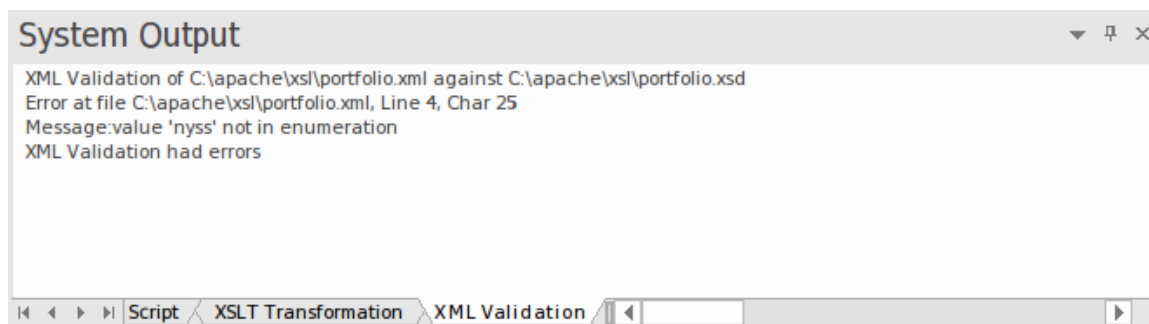 System Output
XML Validation of C:\apache\xsl\portfolio.xml against C:\apache\xsl\portfolio.xsd
Error at file C:\apache\xsl\portfolio.xml, Line 4, Char 25
Message:value 'nyss' not in enumeration
XML Validation had errors
Script XSLT Transformation XML Validation